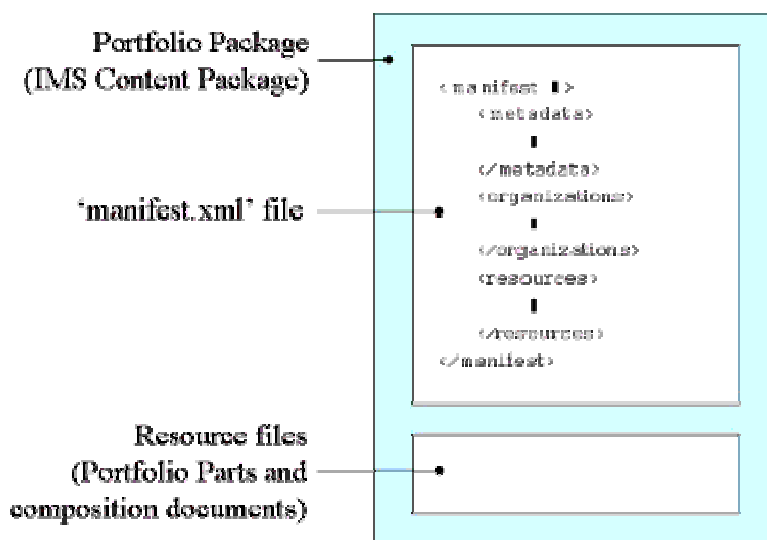 Portfolio Package
(IMS Content Package)
'manifest.xml' file
Resource files
(Portfolio Parts and
composition documents)
<manifest ▮>
<metadata>
▮
</metadata>
<organizations>
▮
</organizations>
<resources>
▮
</resources>
</manifest>